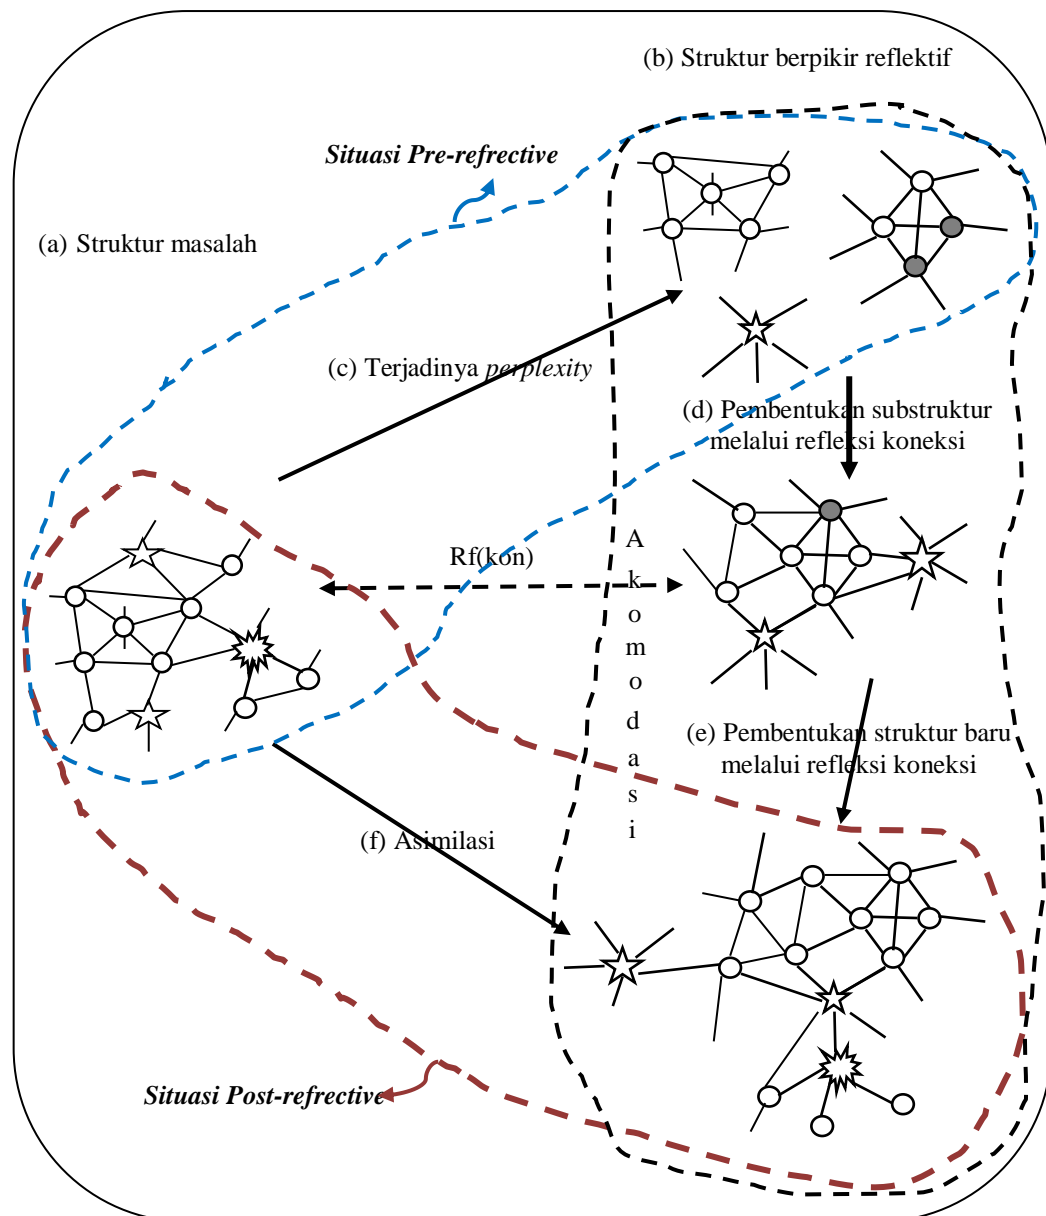 (b) Struktur berpikir reflektif
Situasi Pre-refrective
(a) Struktur masalah
(c) Terjadinya perplexity
(d) Pembentukan substruktur
melalui refleksi koneksi
Rf(kon)
A
k
o
m
o
d
a
s
i
(e) Pembentukan struktur baru
melalui refleksi koneksi
(f) Asimilasi
Situasi Post-refrective